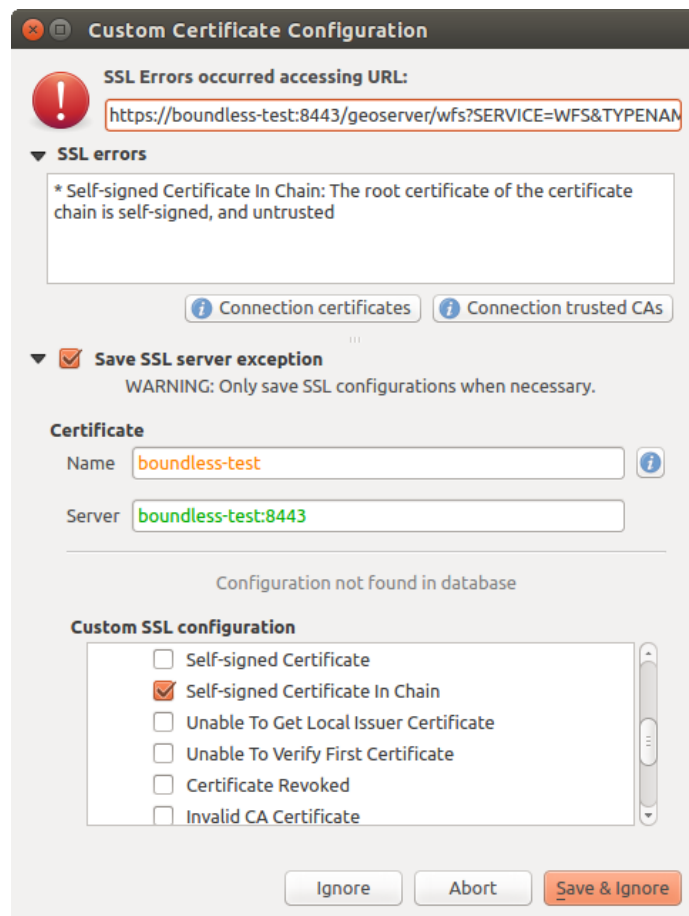 Custom Certificate Configuration
SSL Errors occurred accessing URL:
https://boundless-test:8443/geoserver/wfs?SERVICE=WFS&TYPENAM
SSL errors
* Self-signed Certificate In Chain: The root certificate of the certificate
chain is self-signed, and untrusted
Connection certificates Connection trusted CAs
Save SSL server exception
WARNING: Only save SSL configurations when necessary.
Certificate
Name boundless-test
Server boundless-test:8443
Configuration not found in database
Custom SSL configuration
Self-signed Certificate
Self-signed Certificate In Chain
Unable To Get Local Issuer Certificate
Unable To Verify First Certificate
Certificate Revoked
Invalid CA Certificate
Ignore Abort Save & Ignore